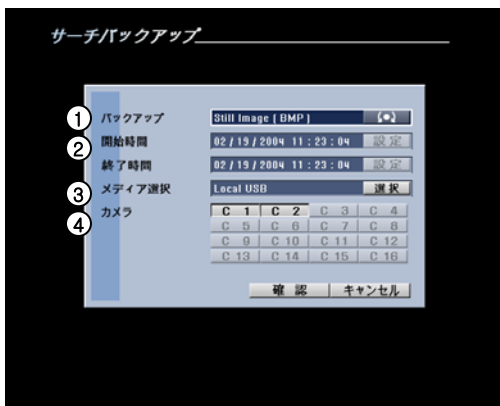 サーチバックアップ
① バックアップ Still Image ( BMP )
② 開始時間 02 / 19 / 2004 11 : 23 : 04 設定
終了時間 02 / 19 / 2004 11 : 23 : 04 設定
③ メディア選択 Local USB 選択
④ カメラ C 1 C 2 C 3 C 4
C 5 C 6 C 7 C 8
C 9 C 10 C 11 C 12
C 13 C 14 C 15 C 16
確認 キャンセル